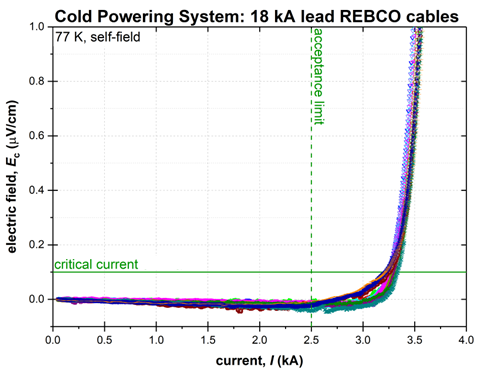 Cold Powering System: 18 kA lead REBCO cables
77 K, self-field
acceptance limit
critical current
electric field, Ec (μV/cm)
1.0
0.8
0.6
0.4
0.2
0.0
0.0 0.5 1.0 1.5 2.0 2.5 3.0 3.5 4.0
current, I (kA)